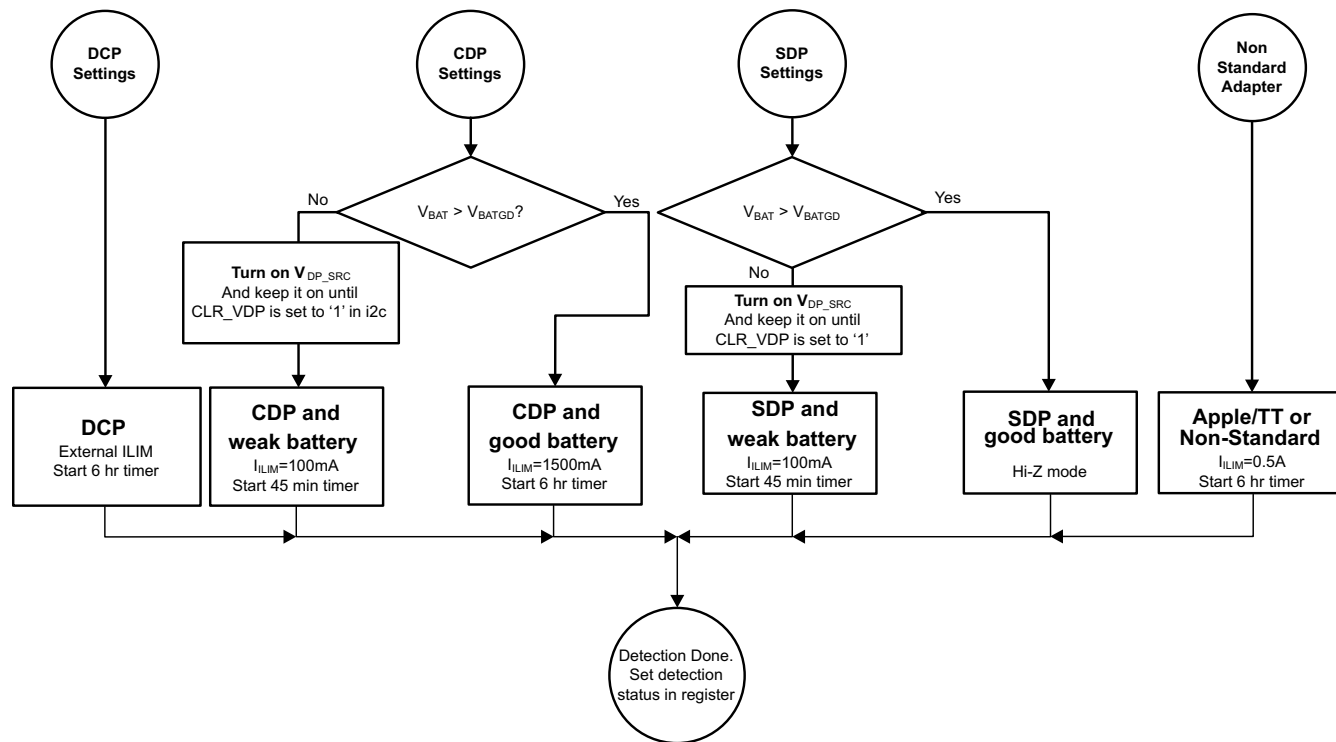 DCP
Settings
CDP
Settings
SDP
Settings
Non
Standard
Adapter
No
VBAT > VBATGD?
Yes
VBAT > VBATGD
Yes
No
Turn on VDP_SRC
And keep it on until
CLR_VDP is set to ‘1’ in i2c
Turn on VDP_SRC
And keep it on until
CLR_VDP is set to ‘1’
DCP
External ILIM
Start 6 hr timer
CDP and
weak battery
IILIM=100mA
Start 45 min timer
CDP and
good battery
IILIM=1500mA
Start 6 hr timer
SDP and
weak battery
IILIM=100mA
Start 45 min timer
SDP and
good battery
Hi-Z mode
Apple/TT or
Non-Standard
IILIM=0.5A
Start 6 hr timer
Detection Done.
Set detection
status in register